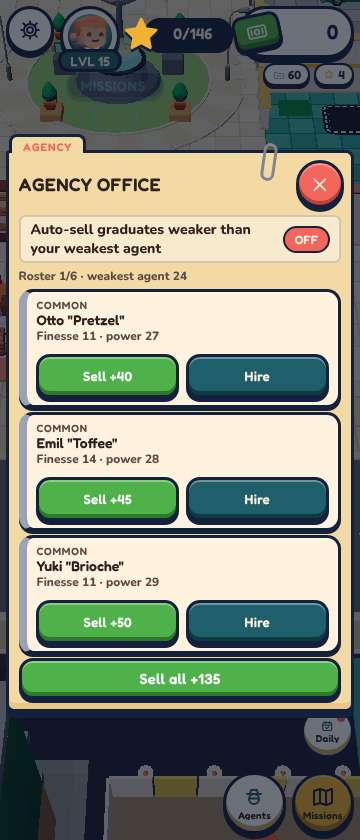 LVL 15
0/146
0
60
4
MISSIONS
AGENCY
AGENCY OFFICE
Auto-sell graduates weaker than
your weakest agent
OFF
Roster 1/6 · weakest agent 24
COMMON
Otto "Pretzel"
Finesse 11 · power 27
Sell +40
Hire
COMMON
Emil "Toffee"
Finesse 14 · power 28
Sell +45
Hire
COMMON
Yuki "Brioche"
Finesse 11 · power 29
Sell +50
Hire
Sell all +135
Daily
Agents
Missions